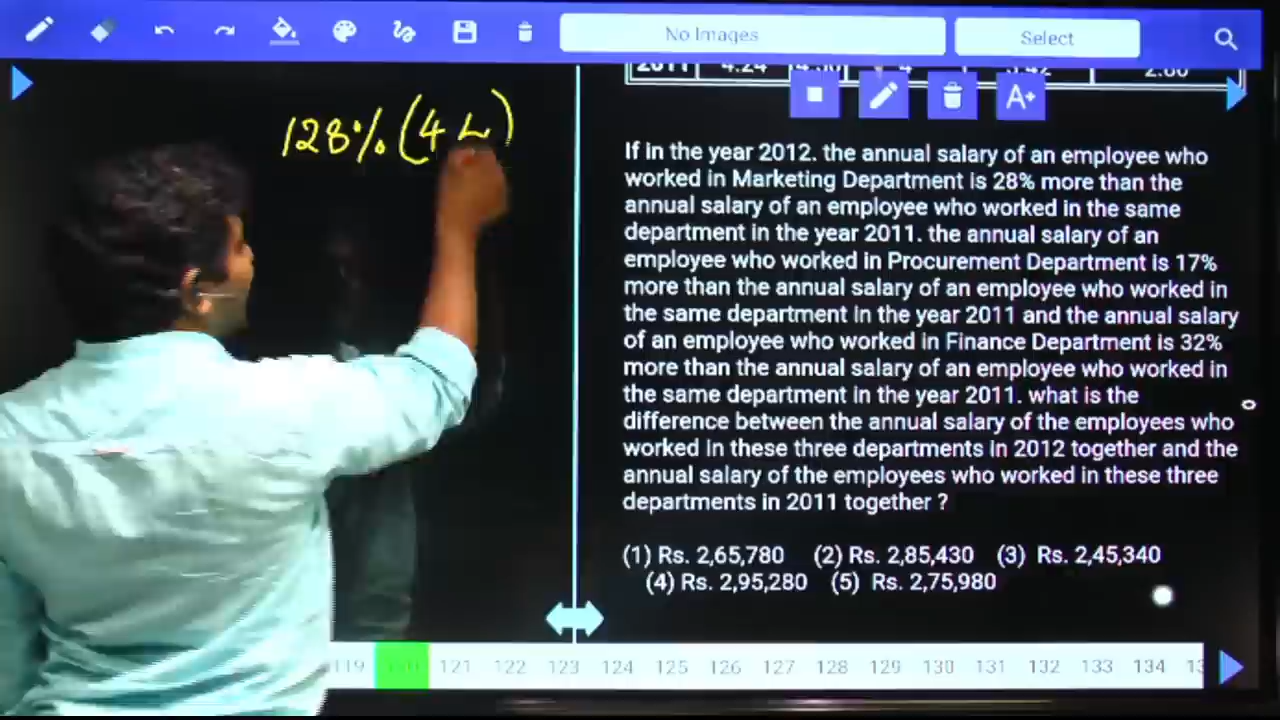 No Images
Select
2011 4.24 4.56 4
A+
128% (4 L)
If in the year 2012. the annual salary of an employee who
worked in Marketing Department is 28% more than the
annual salary of an employee who worked in the same
department in the year 2011. the annual salary of an
employee who worked in Procurement Department is 17%
more than the annual salary of an employee who worked in
the same department in the year 2011 and the annual salary
of an employee who worked in Finance Department is 32%
more than the annual salary of an employee who worked in
the same department in the year 2011. what is the
difference between the annual salary of the employees who
worked in these three departments in 2012 together and the
annual salary of the employees who worked in these three
departments in 2011 together ?
(1) Rs. 2,65,780 (2) Rs. 2,85,430 (3) Rs. 2,45,340
(4) Rs. 2,95,280 (5) Rs. 2,75,980
119 120 121 122 123 124 125 126 127 128 129 130 131 132 133 134